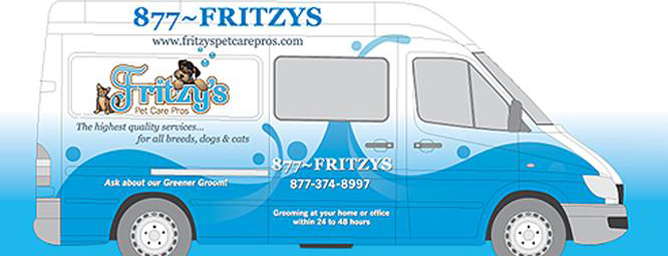 877~FRITZYS
www.fritzyspetcarepros.com
Fritzy's
Pet Care Pros
The highest quality services...
for all breeds, dogs & cats
877~FRITZYS
877-374-8997
Ask about our Greener Groom!
Grooming at your home or office
within 24 to 48 hours